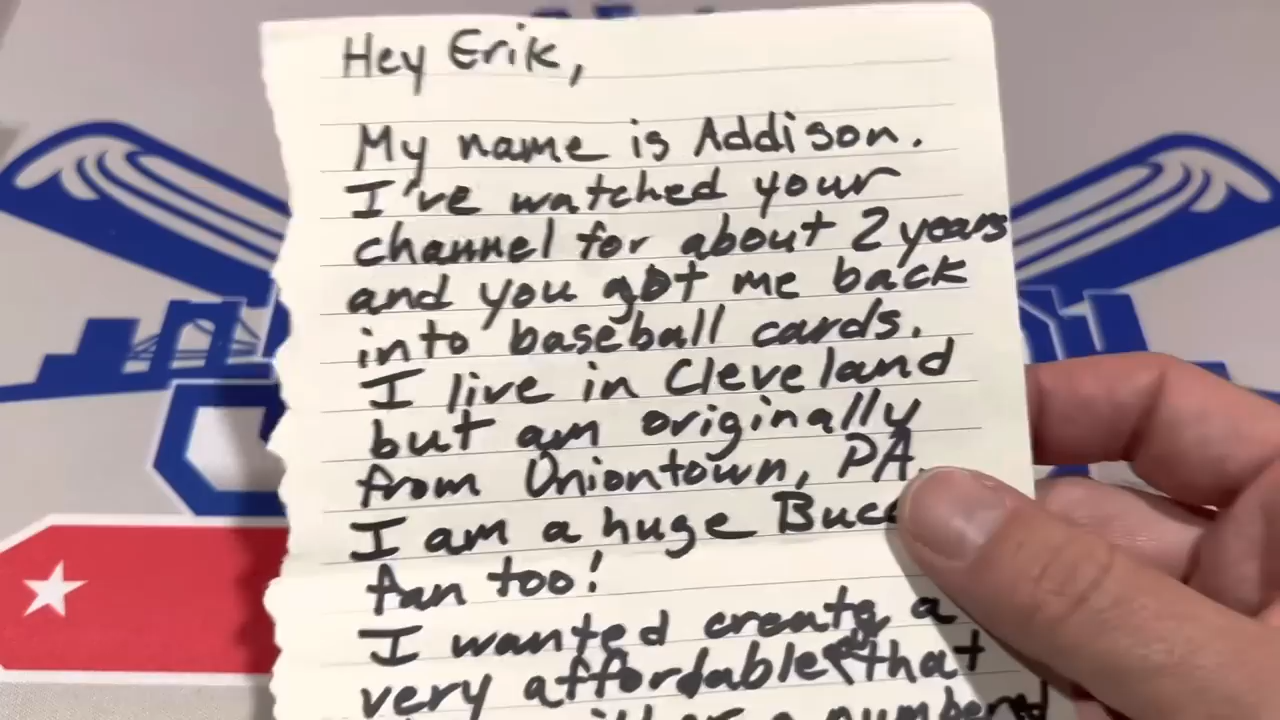 Hey Erik,
My name is Addison.
I've watched your
channel for about 2 years
and you got me back
into baseball cards.
I live in Cleveland
but am originally
from Uniontown, PA.
I am a huge Bucc
fan too!
I wanted create a
very affordable that
a numbered